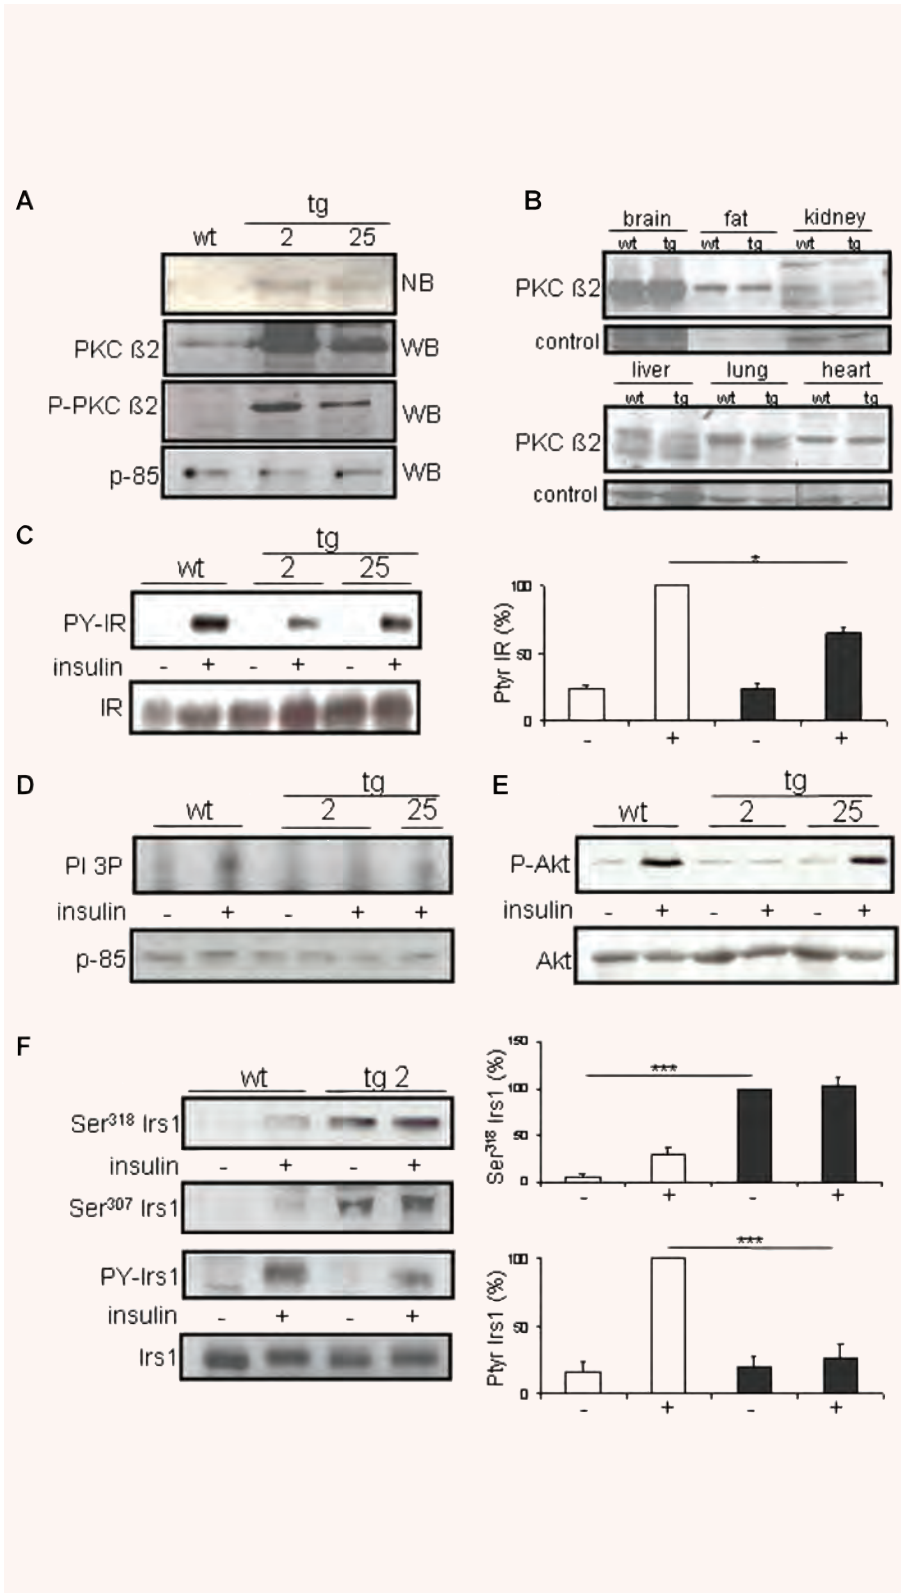 A
tg
wt 2 25
NB
PKC ß2 WB
P-PKC ß2 WB
p-85 WB
B
brain fat kidney
wt tg wt tg wt tg
PKC ß2
control
liver lung heart
wt tg wt tg wt tg
PKC ß2
control
C
tg
wt 2 25
PY-IR
insulin - + - + - +
IR
*
Ptyr IR (%)
100
50
0
- + - +
D
tg
wt 2 25
PI 3P
insulin - + - + +
p-85
E
tg
wt 2 25
P-Akt
insulin - + - + - +
Akt
F
wt tg 2
Ser³¹⁸ Irs1
insulin - + - +
Ser³⁰⁷ Irs1
PY-Irs1
insulin - + - +
Irs1
***
Ser³¹⁸ Irs1 (%)
150
100
50
0
- + - +
***
Ptyr Irs1 (%)
100
50
0
- + - +